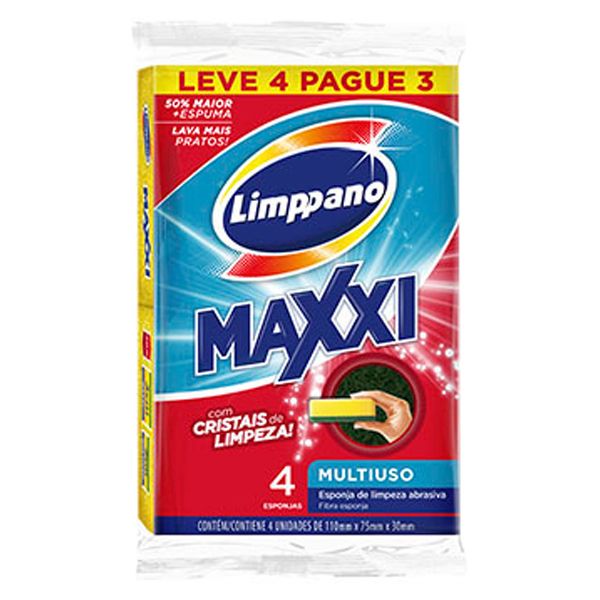 LEVE 4 PAGUE 3
50% MAIOR
+ESPUMA
LAVA MAIS
PRATOS!
Limppano
MAXXI
MAXXI
com
CRISTAIS de
LIMPEZA!
4
ESPONJAS
MULTIUSO
Esponja de limpeza abrasiva
Fibra esponja
CONTÉM/CONTIENE 4 UNIDADES DE 110mm x 75mm x 30mm